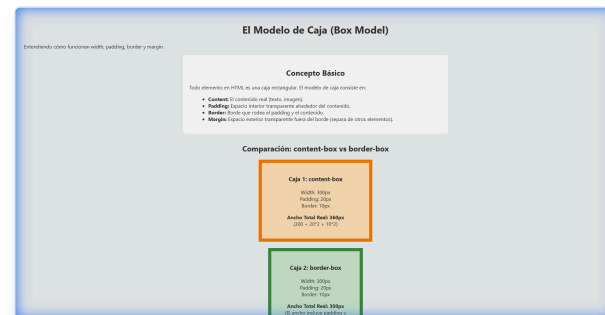 El Modelo de Caja (Box Model)
Entendiendo cómo funcionan width, padding, border y margin.
Concepto Básico
Todo elemento en HTML es una caja rectangular. El modelo de caja consiste en:
• Content: El contenido real (texto, imagen).
• Padding: Espacio interior transparente alrededor del contenido.
• Border: Borde que rodea el padding y el contenido.
• Margin: Espacio exterior transparente fuera del borde (separa de otros elementos).
Comparación: content-box vs border-box
Caja 1: content-box
Width: 300px
Padding: 20px
Border: 10px
Ancho Total Real: 360px
(300 + 20*2 + 10*2)
Caja 2: border-box
Width: 300px
Padding: 20px
Border: 10px
Ancho Total Real: 300px
(El ancho incluye padding y